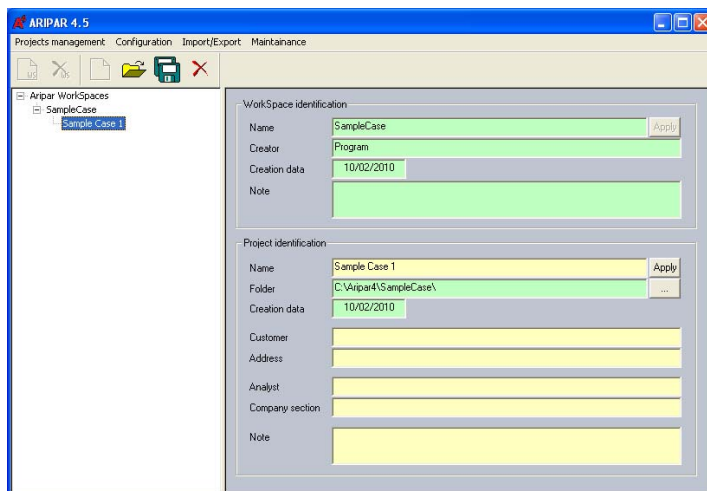 ARIPAR 4.5
Projects management Configuration Import/Export Maintainance
WS WS
Aripar WorkSpaces
SampleCase
Sample Case 1
WorkSpace identification
Name SampleCase Apply
Creator Program
Creation data 10/02/2010
Note
Project identification
Name Sample Case 1 Apply
Folder C:\Aripar4\SampleCase\ ...
Creation data 10/02/2010
Customer
Address
Analyst
Company section
Note